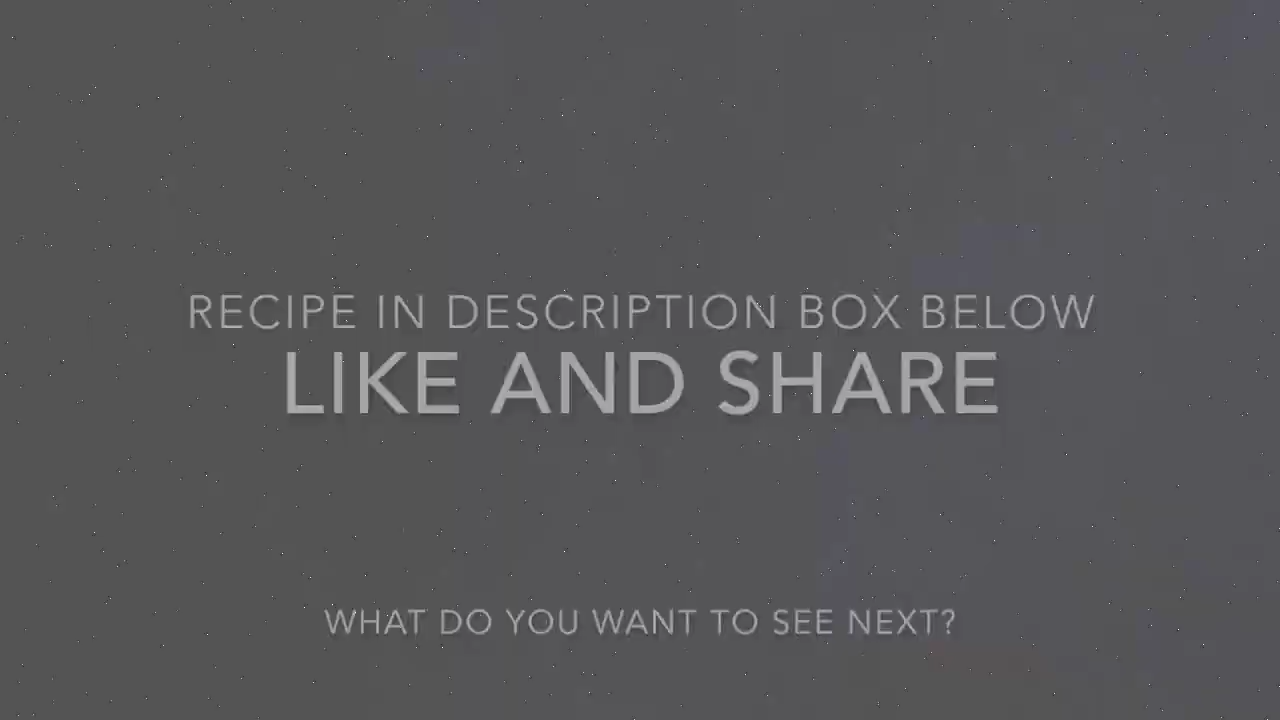 RECIPE IN DESCRIPTION BOX BELOW
LIKE AND SHARE
WHAT DO YOU WANT TO SEE NEXT?